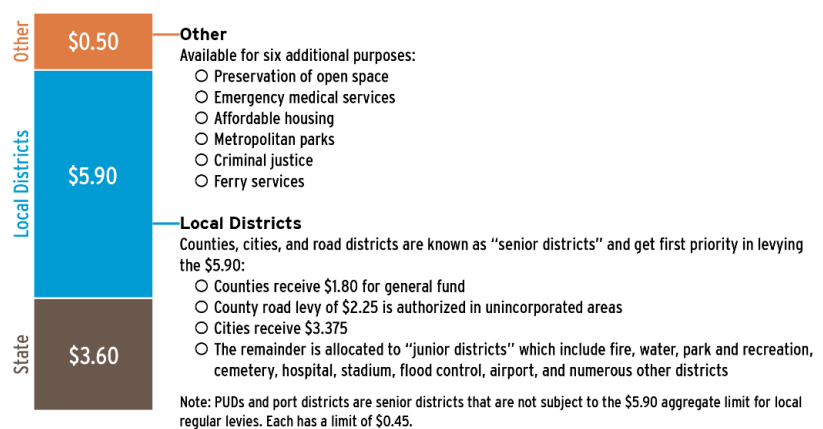 Other
$0.50
Local Districts
$5.90
State
$3.60
Other
Available for six additional purposes:
Preservation of open space
Emergency medical services
Affordable housing
Metropolitan parks
Criminal justice
Ferry services
Local Districts
Counties, cities, and road districts are known as “senior districts” and get first priority in levying
the $5.90:
Counties receive $1.80 for general fund
County road levy of $2.25 is authorized in unincorporated areas
Cities receive $3.375
The remainder is allocated to “junior districts” which include fire, water, park and recreation,
cemetery, hospital, stadium, flood control, airport, and numerous other districts
Note: PUDs and port districts are senior districts that are not subject to the $5.90 aggregate limit for local
regular levies. Each has a limit of $0.45.